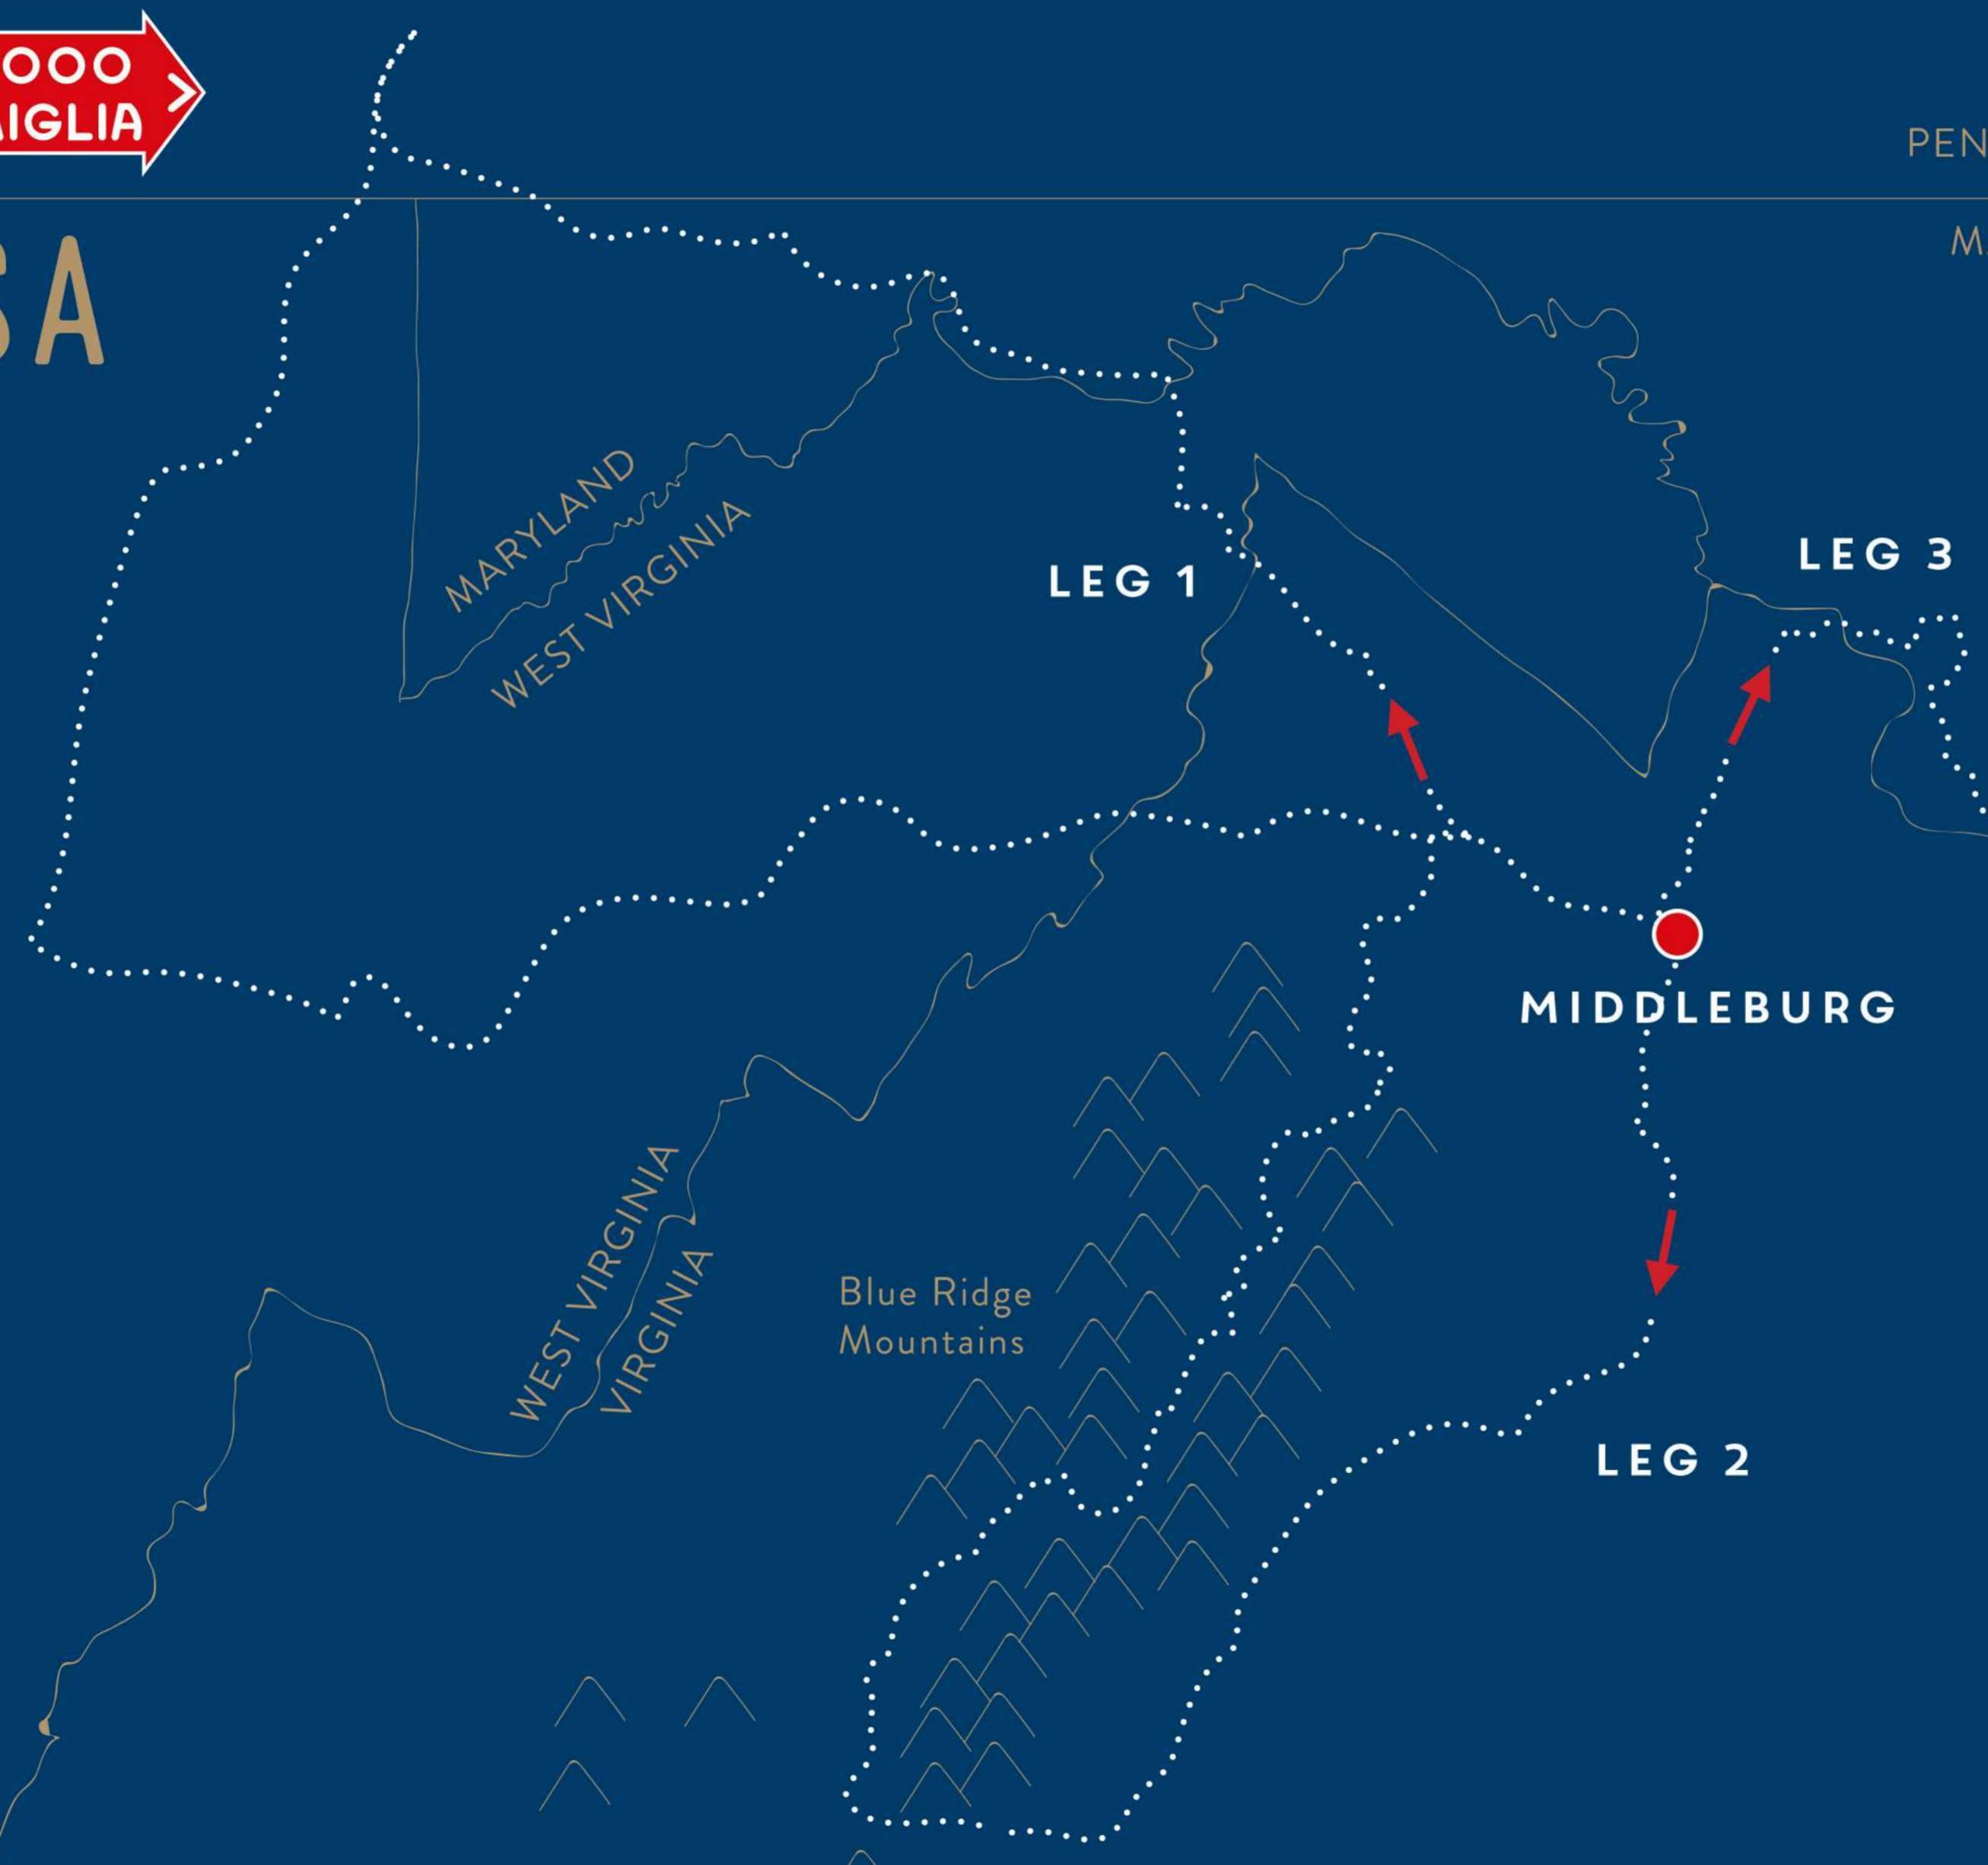 000
IGLIA
PEN
SA
M
MARYLAND
WEST VIRGINIA
LEG 1
LEG 3
MIDDLEBURG
WEST VIRGINIA
VIRGINIA
Blue Ridge
Mountains
LEG 2